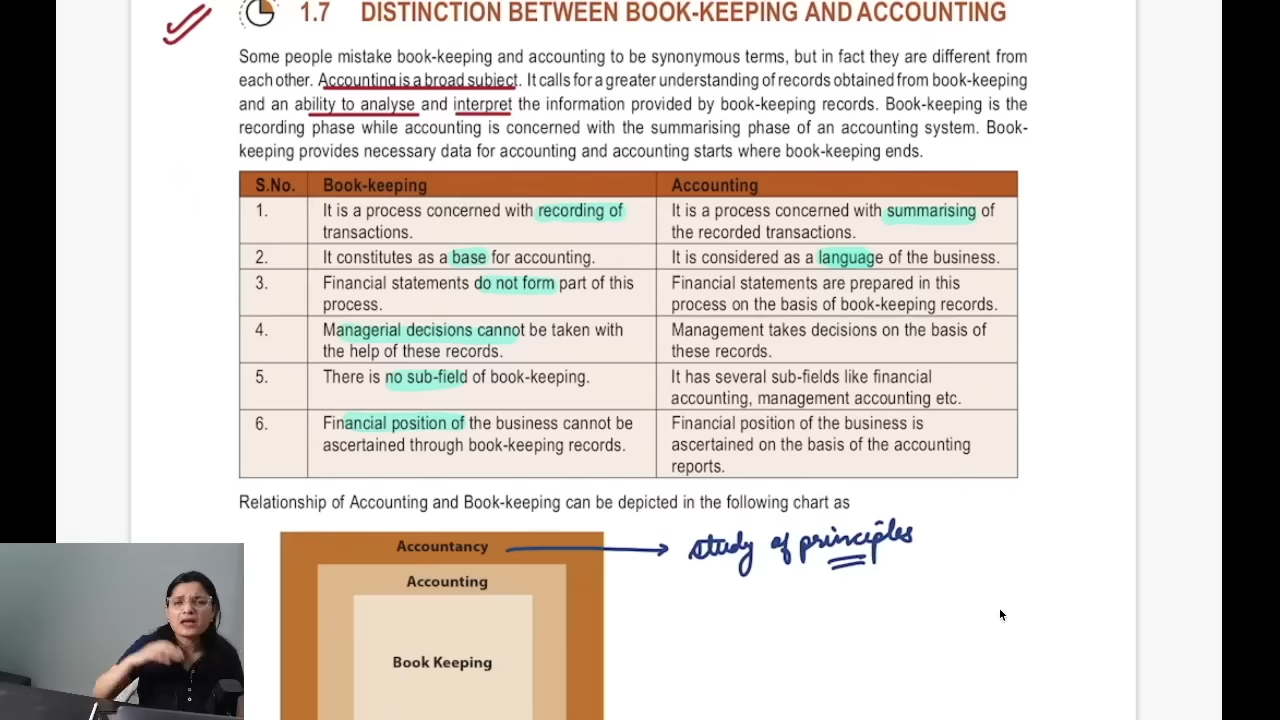 1.7 DISTINCTION BETWEEN BOOK-KEEPING AND ACCOUNTING
Some people mistake book-keeping and accounting to be synonymous terms, but in fact they are different from
each other. Accounting is a broad subject. It calls for a greater understanding of records obtained from book-keeping
and an ability to analyse and interpret the information provided by book-keeping records. Book-keeping is the
recording phase while accounting is concerned with the summarising phase of an accounting system. Book-
keeping provides necessary data for accounting and accounting starts where book-keeping ends.
S.No. Book-keeping Accounting
1. It is a process concerned with recording of It is a process concerned with summarising of
transactions. the recorded transactions.
2. It constitutes as a base for accounting. It is considered as a language of the business.
3. Financial statements do not form part of this Financial statements are prepared in this
process. process on the basis of book-keeping records.
4. Managerial decisions cannot be taken with Management takes decisions on the basis of
the help of these records. these records.
5. There is no sub-field of book-keeping. It has several sub-fields like financial
accounting, management accounting etc.
6. Financial position of the business cannot be Financial position of the business is
ascertained through book-keeping records. ascertained on the basis of the accounting
reports.
Relationship of Accounting and Book-keeping can be depicted in the following chart as
Accountancy study of principles
Accounting
Book Keeping